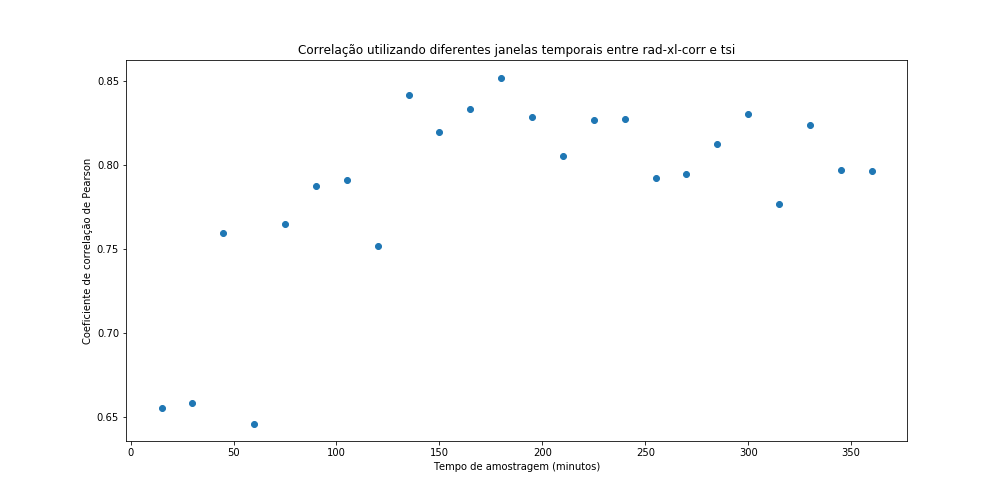 Correlação utilizando diferentes janelas temporais entre rad-xl-corr e tsi
Coeficiente de correlação de Pearson
0.85
0.80
0.75
0.70
0.65
0 50 100 150 200 250 300 350
Tempo de amostragem (minutos)